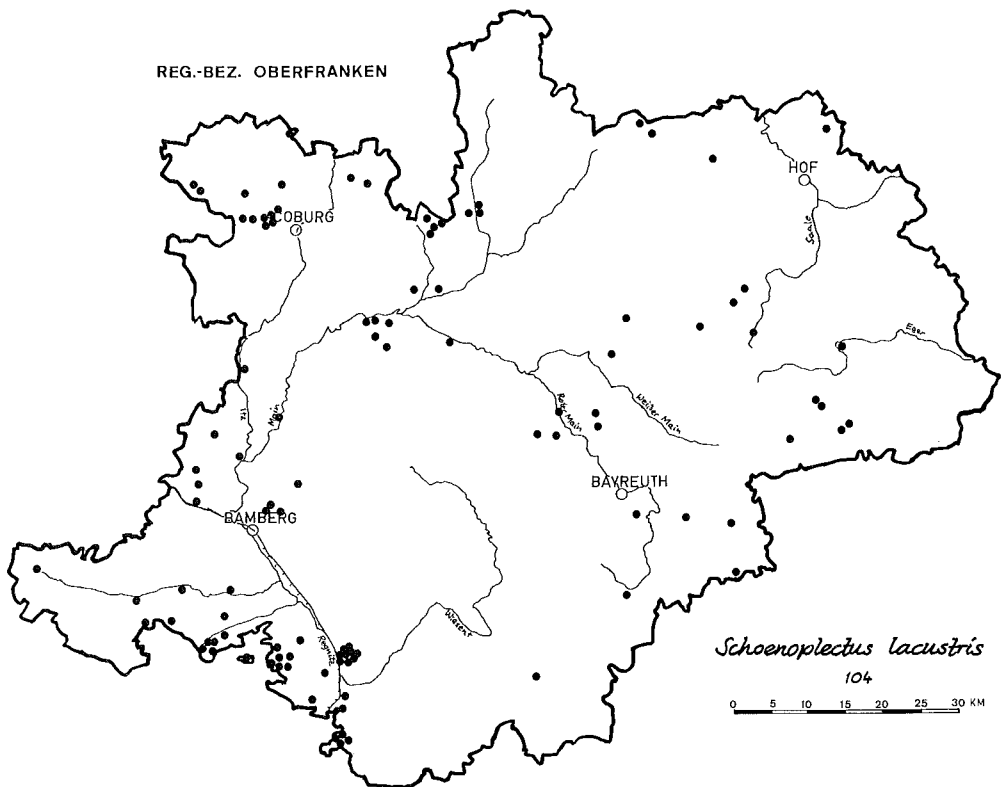 REG.-BEZ. OBERFRANKEN
HOF
COBURG
Saale
Eger
Itz
Main
Roter Main
Weißer Main
BAYREUTH
BAMBERG
Regnitz
Wiesent
Schoenoplectus lacustris
104
0 5 10 15 20 25 30 KM